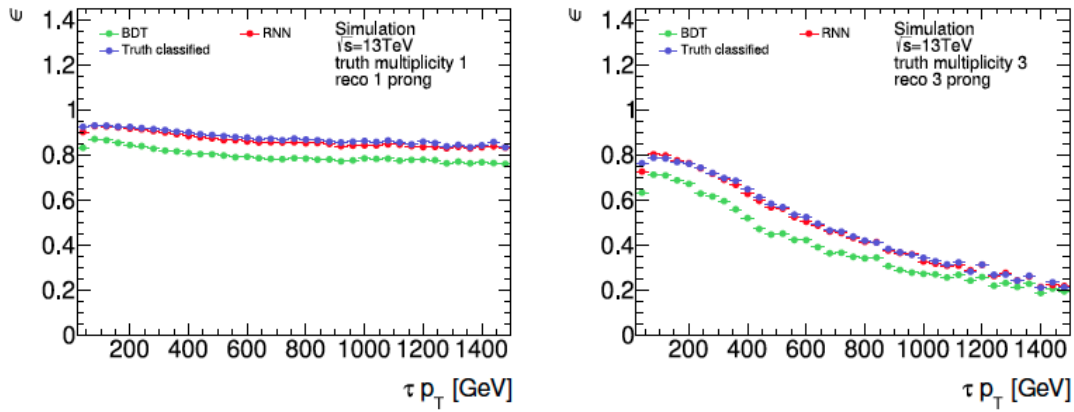 ϵ
1.4
1.2
1
0.8
0.6
0.4
0.2
0
BDT
RNN
Truth classified
Simulation
√s=13TeV
truth multiplicity 1
reco 1 prong
200 400 600 800 1000 1200 1400
τ pT [GeV]
ϵ
1.4
1.2
1
0.8
0.6
0.4
0.2
0
BDT
RNN
Truth classified
Simulation
√s=13TeV
truth multiplicity 3
reco 3 prong
200 400 600 800 1000 1200 1400
τ pT [GeV]